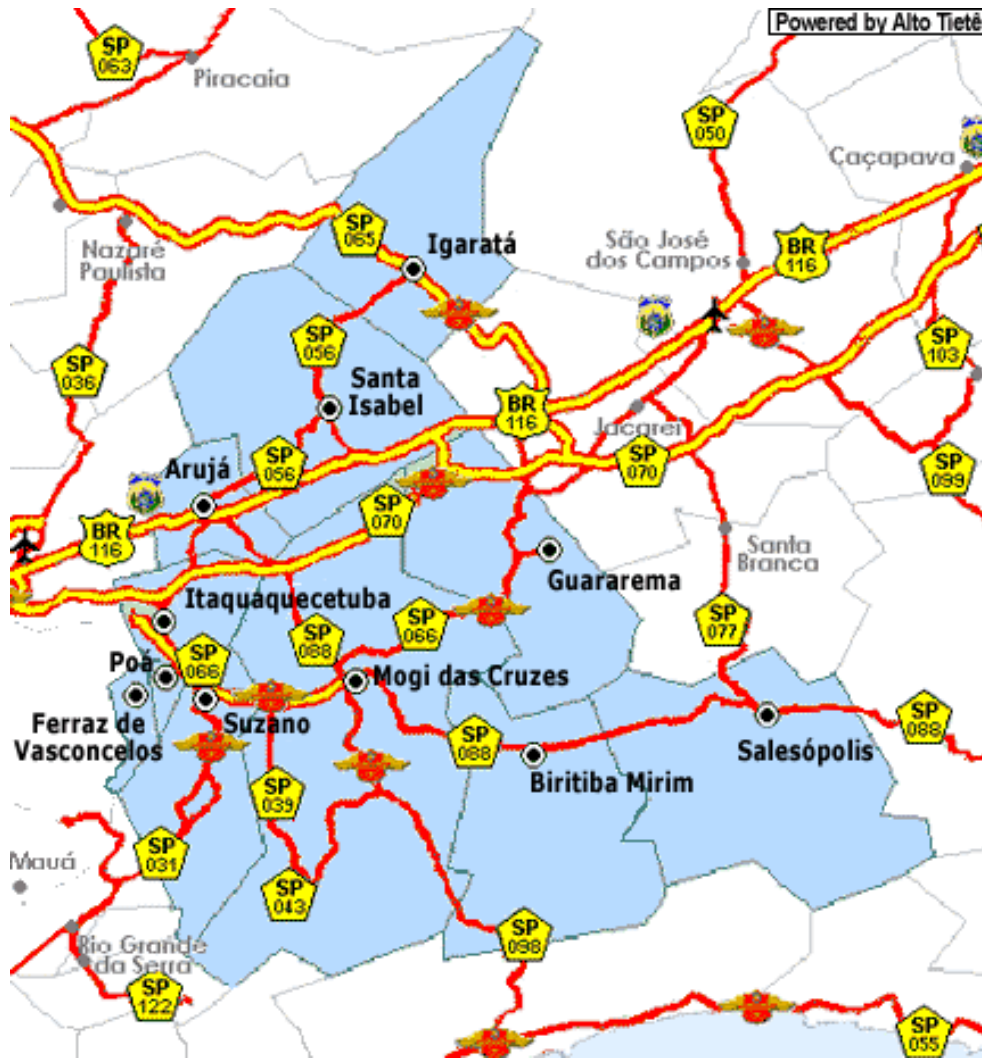 Powered by Alto Tietê
SP
063
Piracaia
SP
050
Caçapava
SP
065
Igaratá
São José
dos Campos
BR
116
Nazaré
Paulista
SP
056
SP
036
SP
103
Santa
Isabel
BR
116
Jacareí
Arujá
SP
056
SP
070
SP
099
SP
070
BR
116
Santa
Branca
Guararema
Itaquaquecetuba
SP
066
SP
088
SP
077
Poá
SP
066
Mogi das Cruzes
Ferraz de
Vasconcelos
Suzano
SP
088
SP
088
Salesópolis
Biritiba Mirim
SP
039
SP
031
Mauá
SP
043
SP
098
Rio Grande
da Serra
SP
122
SP
055